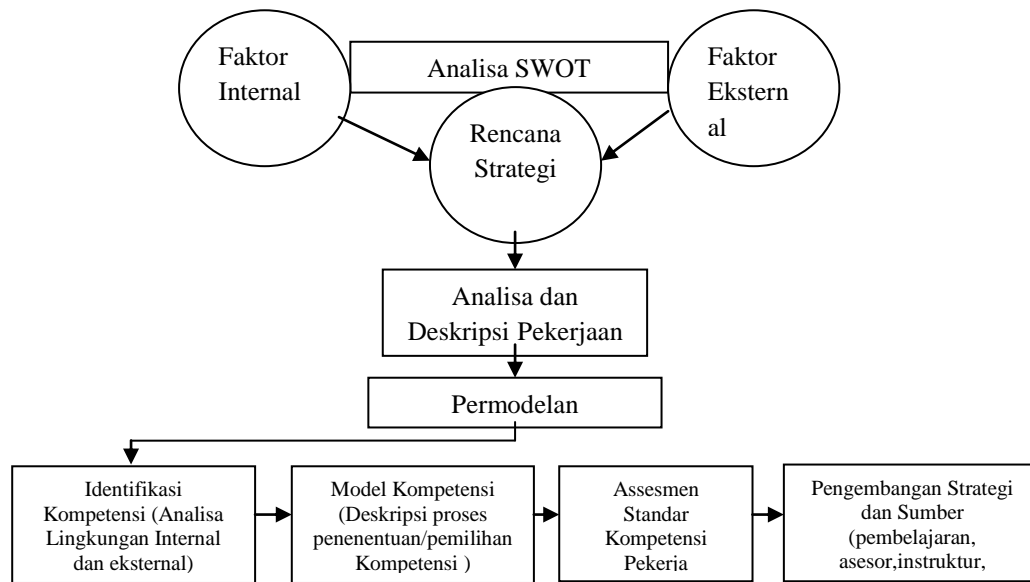 Faktor
Internal
Analisa SWOT
Faktor
Ekstern
al
Rencana
Strategi
Analisa dan
Deskripsi Pekerjaan
Permodelan
Identifikasi
Kompetensi (Analisa
Lingkungan Internal
dan eksternal)
Model Kompetensi
(Deskripsi proses
penenentuan/pemilihan
Kompetensi )
Assesmen
Standar
Kompetensi
Pekerja
Pengembangan Strategi
dan Sumber
(pembelajaran,
asesor,instruktur,